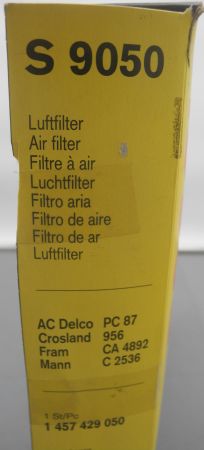 S 9050
Luftfilter
Air filter
Filtre à air
Luchtfilter
Filtro aria
Filtro de aire
Filtro de ar
Luftfilter
AC Delco PC 87
Crosland 956
Fram CA 4892
Mann C 2536
1 St/Pc
1 457 429 050